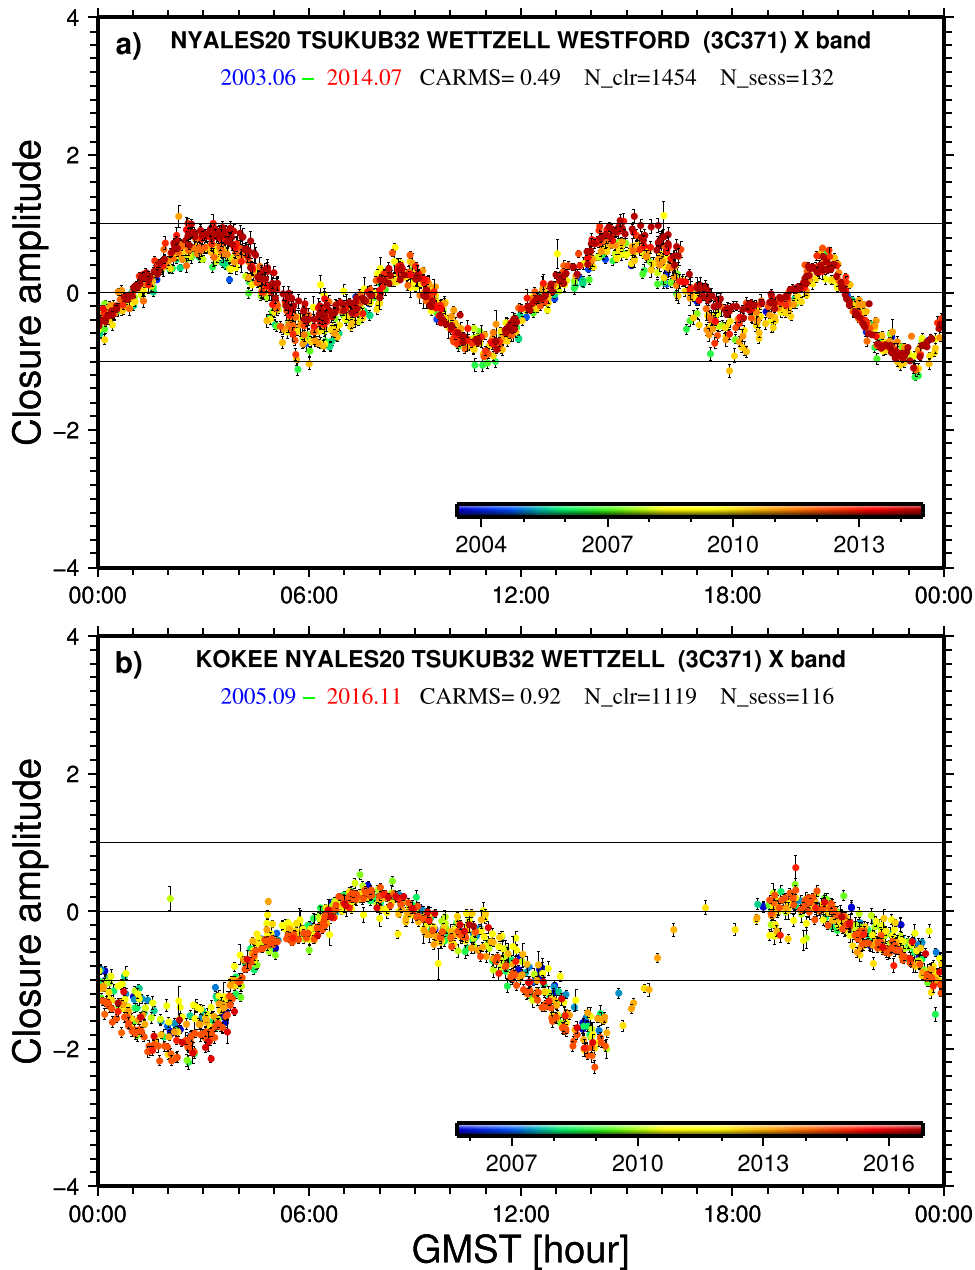 a) NYALES20 TSUKUB32 WETTZELL WESTFORD (3C371) X band
2003.06 – 2014.07 CARMS= 0.49 N_clr=1454 N_sess=132
Closure amplitude
4
2
0
−2
−4
2004 2007 2010 2013
00:00 06:00 12:00 18:00 00:00
b) KOKEE NYALES20 TSUKUB32 WETTZELL (3C371) X band
2005.09 – 2016.11 CARMS= 0.92 N_clr=1119 N_sess=116
Closure amplitude
4
2
0
−2
−4
2007 2010 2013 2016
00:00 06:00 12:00 18:00 00:00
GMST [hour]